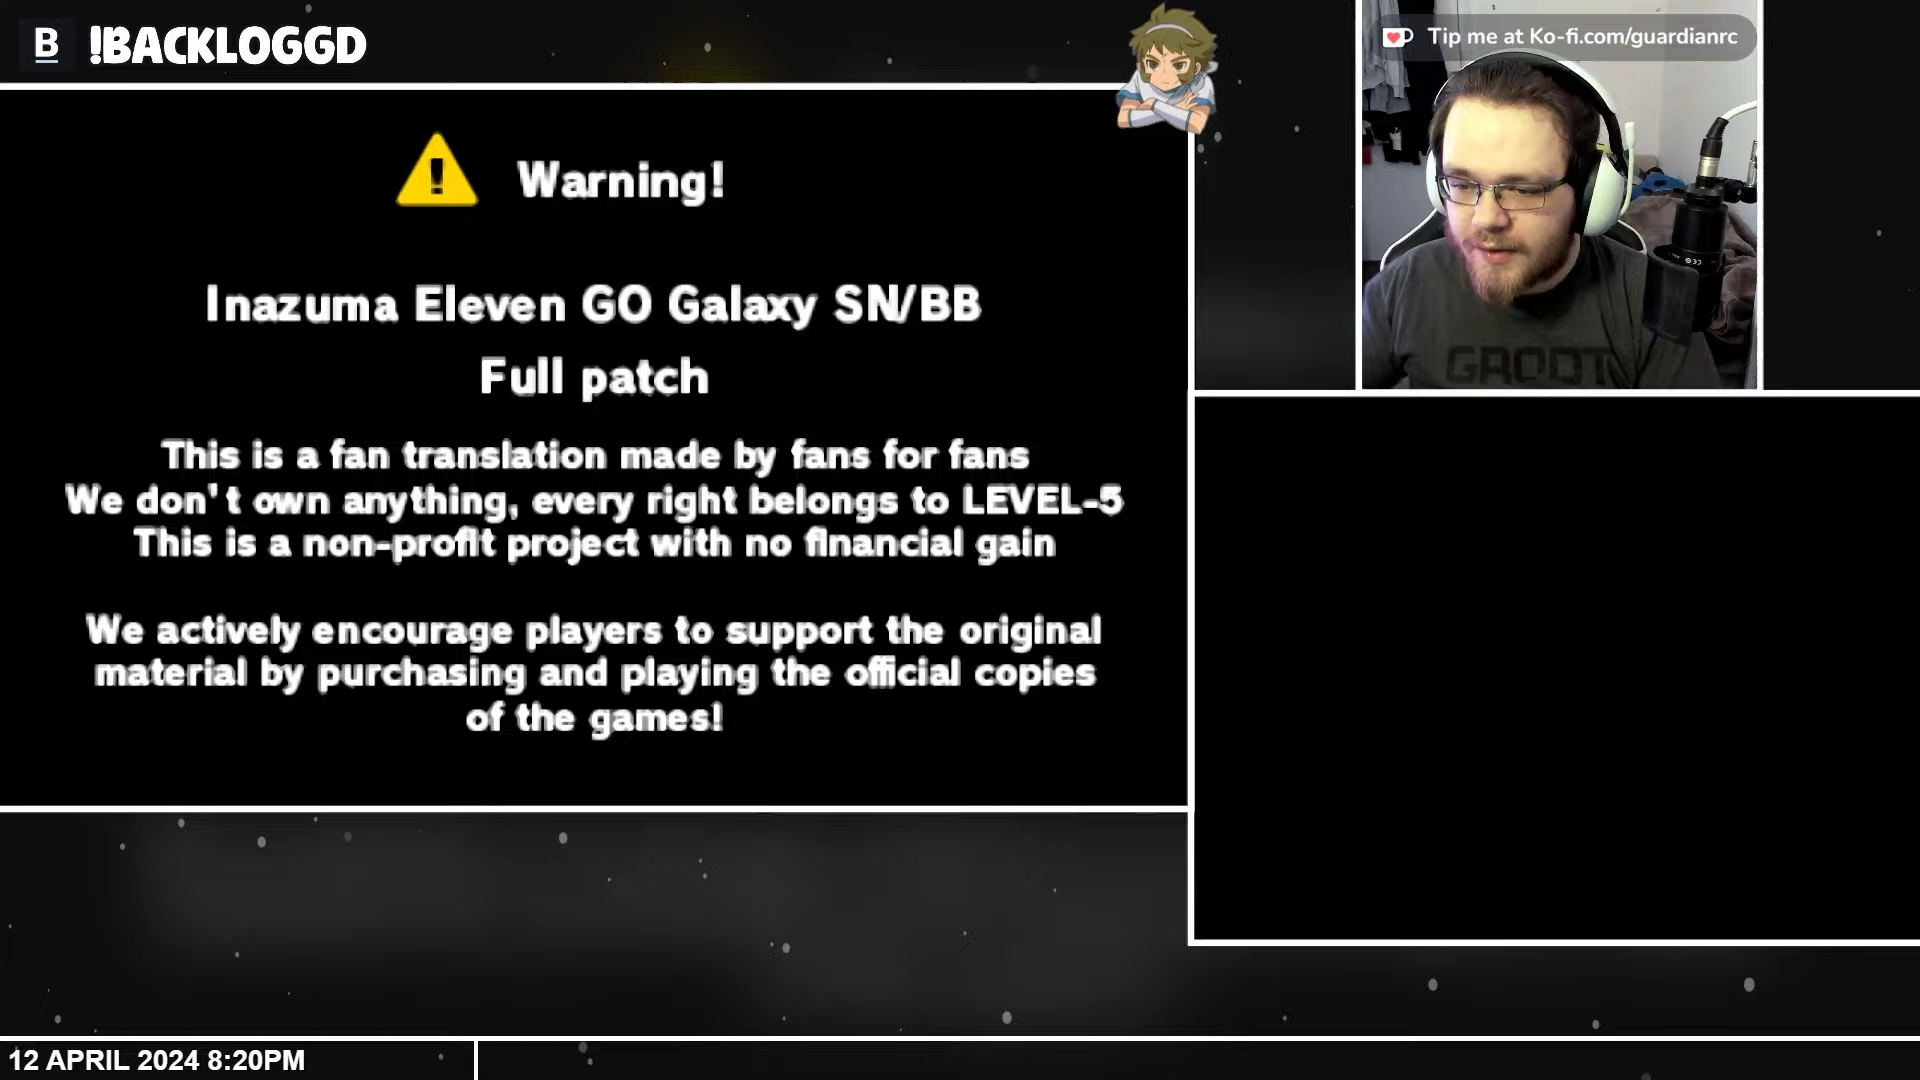 B !BACKLOGGD
Tip me at Ko-fi.com/guardianrc
! Warning!
Inazuma Eleven GO Galaxy SN/BB
Full patch
This is a fan translation made by fans for fans
We don't own anything, every right belongs to LEVEL-5
This is a non-profit project with no financial gain
We actively encourage players to support the original
material by purchasing and playing the official copies
of the games!
GROOT
12 APRIL 2024 8:20PM